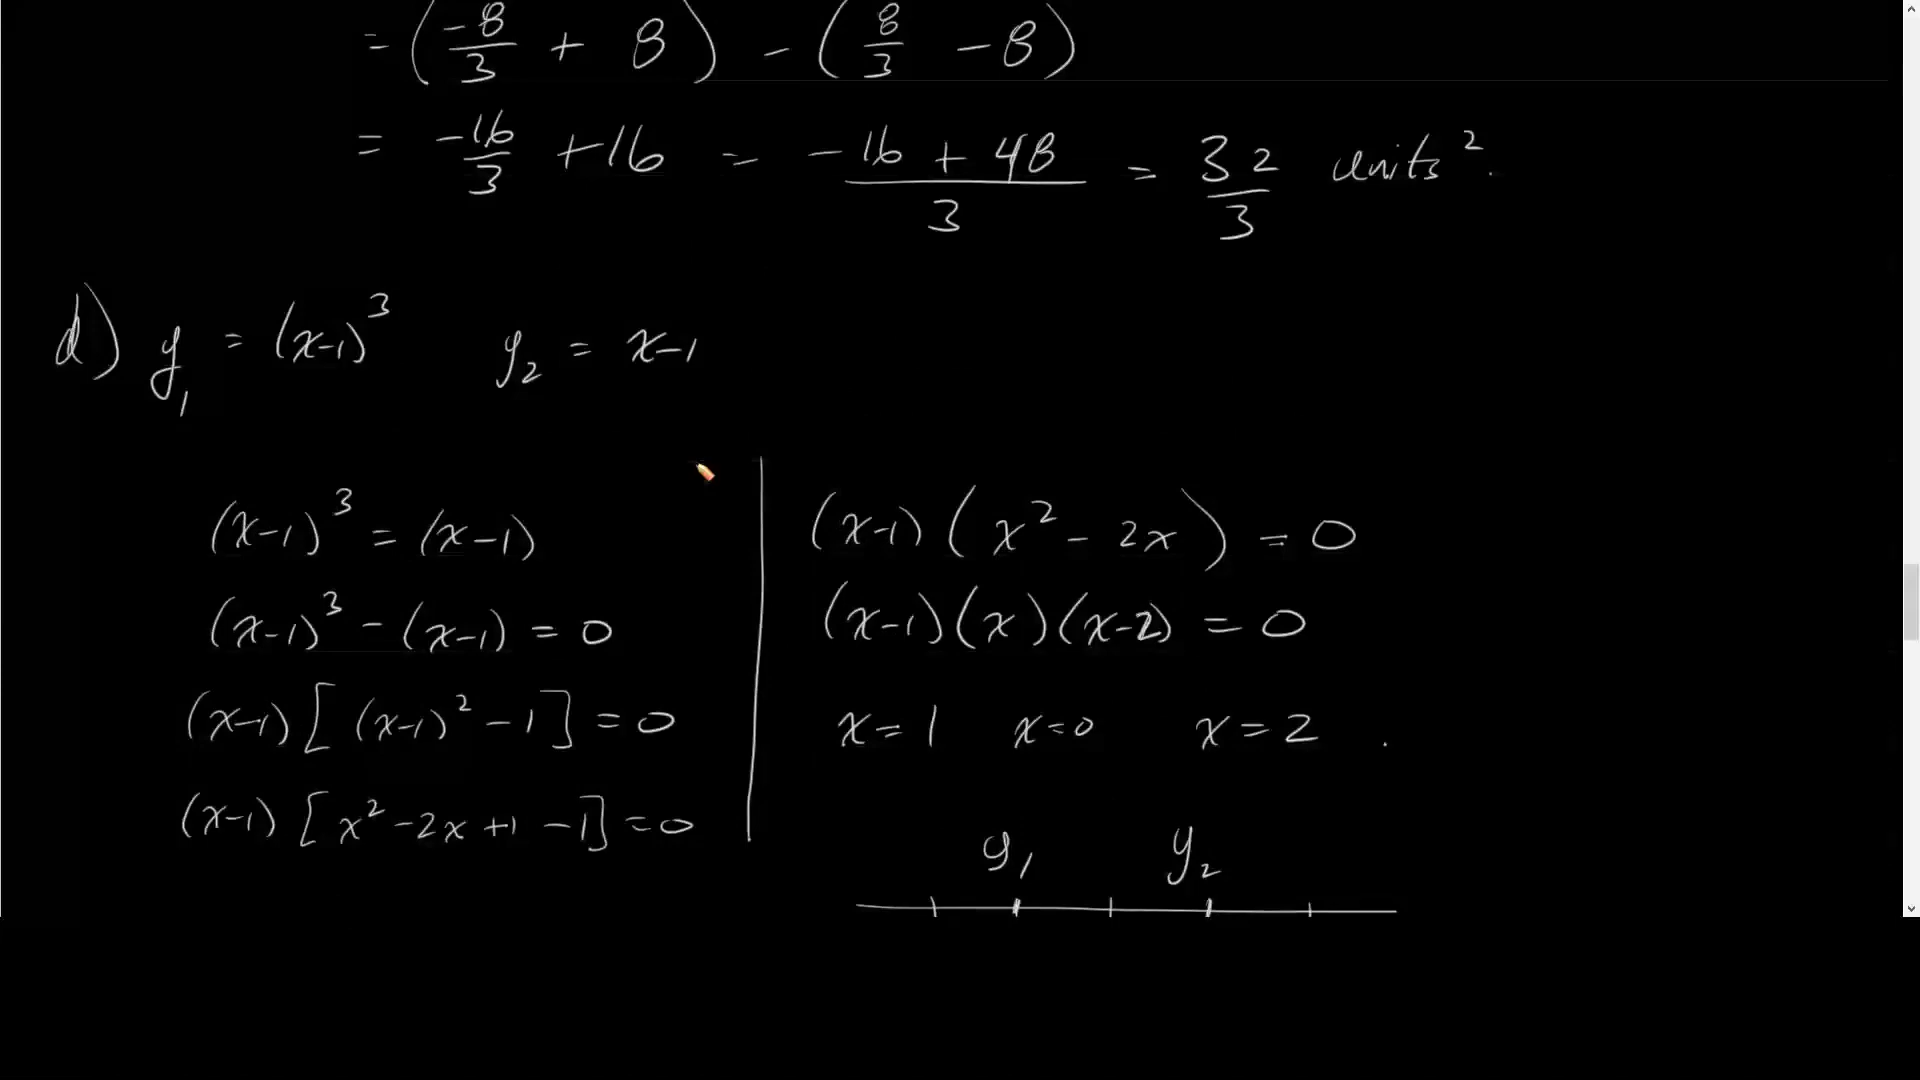 = (-8/3 + 8) - (8/3 - 8)
= -16/3 + 16 = (-16 + 48)/3 = 32/3 units².
d) y₁ = (x-1)³ y₂ = x-1
(x-1)³ = (x-1)
(x-1)³ - (x-1) = 0
(x-1)[(x-1)² - 1] = 0
(x-1)[x² - 2x + 1 - 1] = 0
(x-1)(x² - 2x) = 0
(x-1)(x)(x-2) = 0
x = 1 x = 0 x = 2 .
y₁ y₂